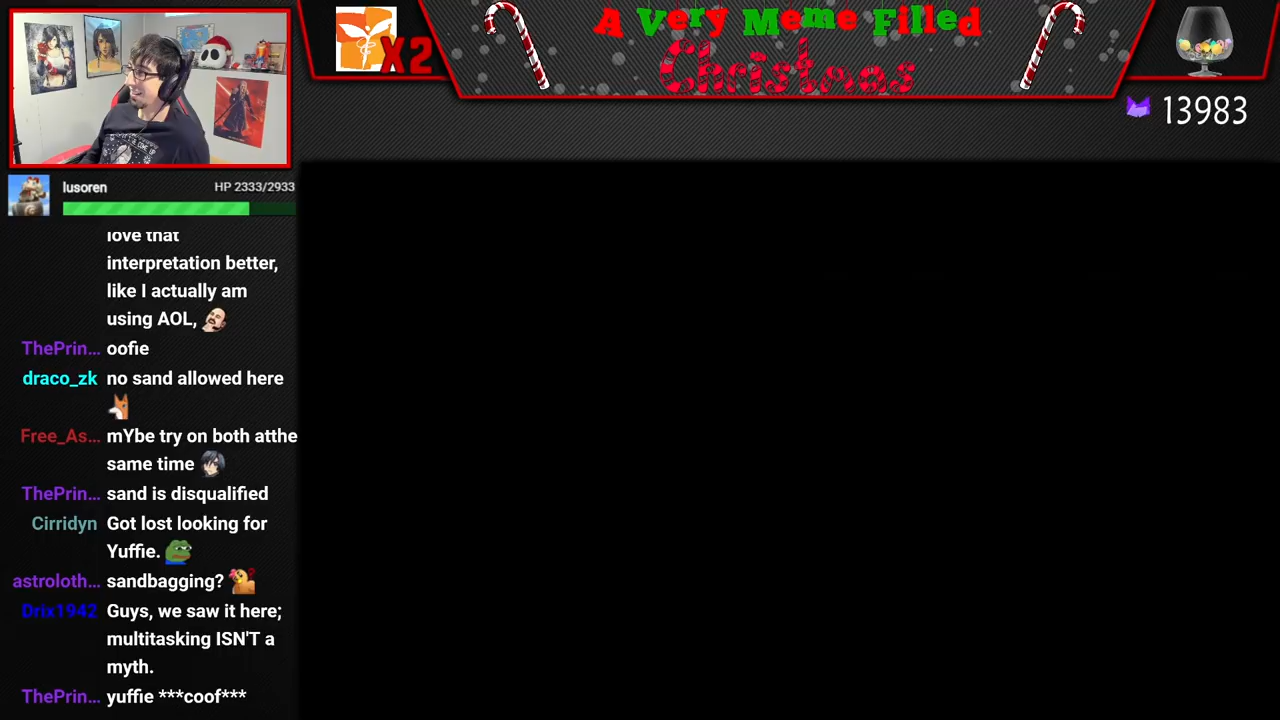 X2
A Very Meme Filled
Christmas
13983
lusoren
HP 2333/2933
love that
interpretation better,
like I actually am
using AOL,
ThePrin... oofie
draco_zk no sand allowed here
Free_As... mYbe try on both atthe
same time
ThePrin... sand is disqualified
Cirridyn Got lost looking for
Yuffie.
astroloth... sandbagging?
Drix1942 Guys, we saw it here;
multitasking ISN'T a
myth.
ThePrin... yuffie ***coof***